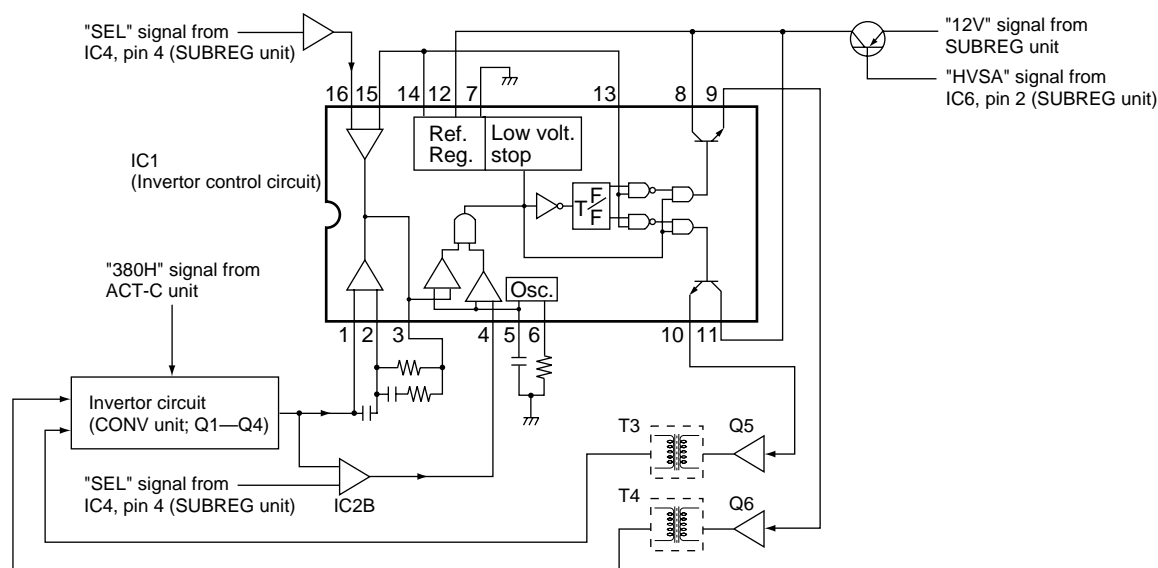 "SEL" signal from
IC4, pin 4 (SUBREG unit)
"12V" signal from
SUBREG unit
"HVSA" signal from
IC6, pin 2 (SUBREG unit)
16 15 14 12 7 13 8 9
IC1
(Invertor control circuit)
Ref.
Reg.
Low volt.
stop
T F/F
F/F
Osc.
"380H" signal from
ACT-C unit
1 2 3 4 5 6 10 11
Invertor circuit
(CONV unit; Q1—Q4)
T3
Q5
"SEL" signal from
IC4, pin 4 (SUBREG unit)
IC2B
T4
Q6